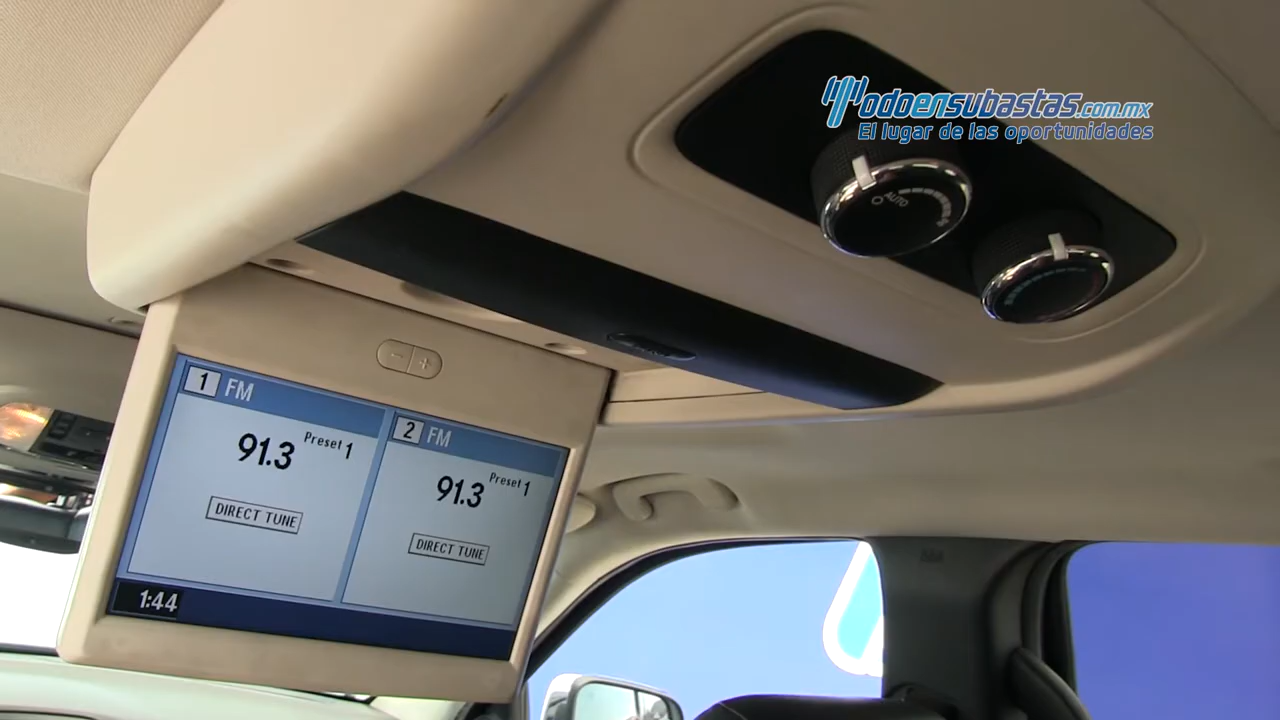 Todoensubastas.com.mx
El lugar de las oportunidades
AUTO
1 FM
91.3 Preset 1
DIRECT TUNE
2 FM
91.3 Preset 1
DIRECT TUNE
1:44